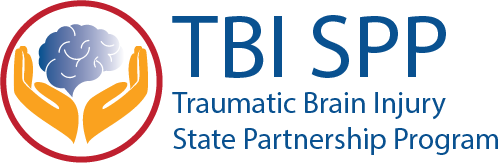 TBI SPP
Traumatic Brain Injury
State Partnership Program